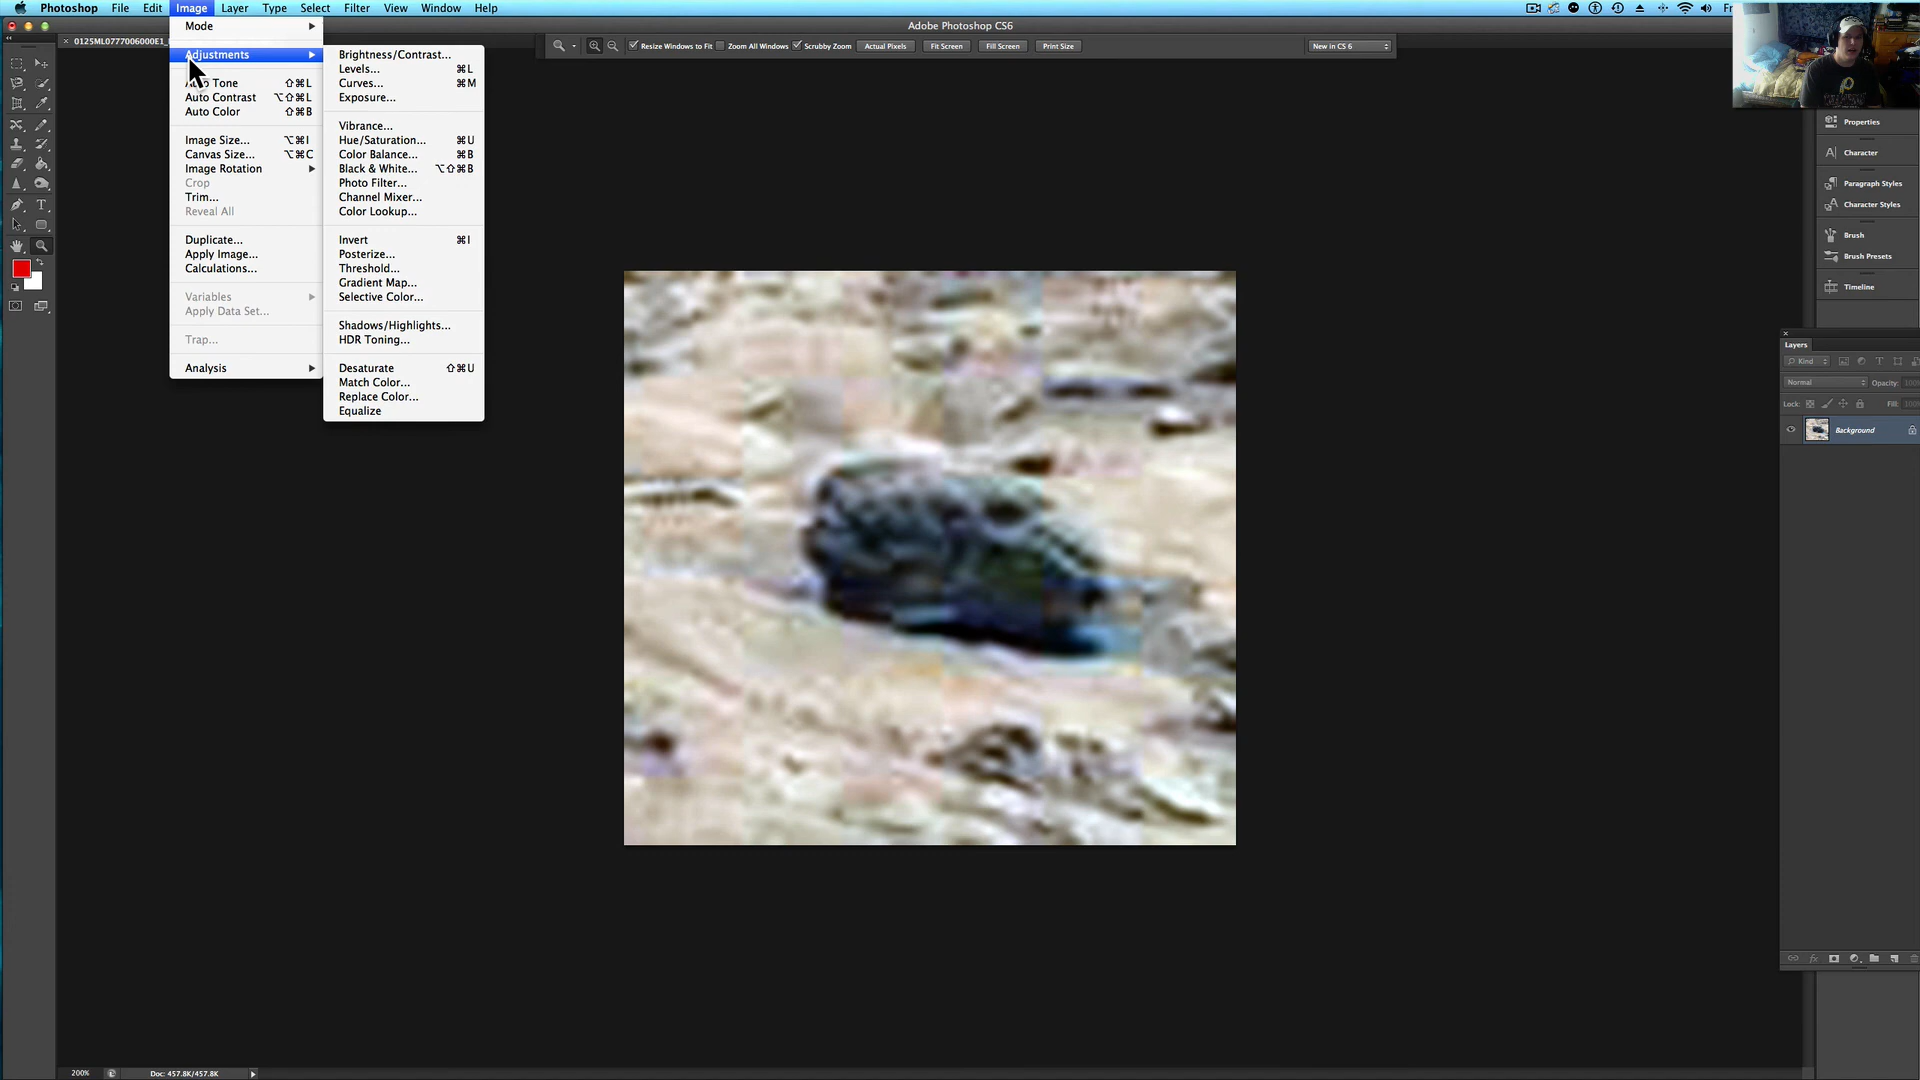 Photoshop File Edit Image Layer Type Select Filter View Window Help
Adobe Photoshop CS6
0125ML0777006000E1_
Resize Windows to Fit Zoom All Windows Scrubby Zoom Actual Pixels Fit Screen Fill Screen Print Size New in CS 6
Mode
Adjustments
Tone ⇧⌘L
Auto Contrast ⌥⇧⌘L
Auto Color ⇧⌘B
Image Size... ⌥⌘I
Canvas Size... ⌥⌘C
Image Rotation
Crop
Trim...
Reveal All
Duplicate...
Apply Image...
Calculations...
Variables
Apply Data Set...
Trap...
Analysis
Brightness/Contrast...
Levels... ⌘L
Curves... ⌘M
Exposure...
Vibrance...
Hue/Saturation... ⌘U
Color Balance... ⌘B
Black & White... ⌥⇧⌘B
Photo Filter...
Channel Mixer...
Color Lookup...
Invert ⌘I
Posterize...
Threshold...
Gradient Map...
Selective Color...
Shadows/Highlights...
HDR Toning...
Desaturate ⇧⌘U
Match Color...
Replace Color...
Equalize
Properties
Character
Paragraph Styles
Character Styles
Brush
Brush Presets
Timeline
Layers
Kind
Normal Opacity:
Lock: Fill:
Background
200% Doc: 457.8K/457.8K